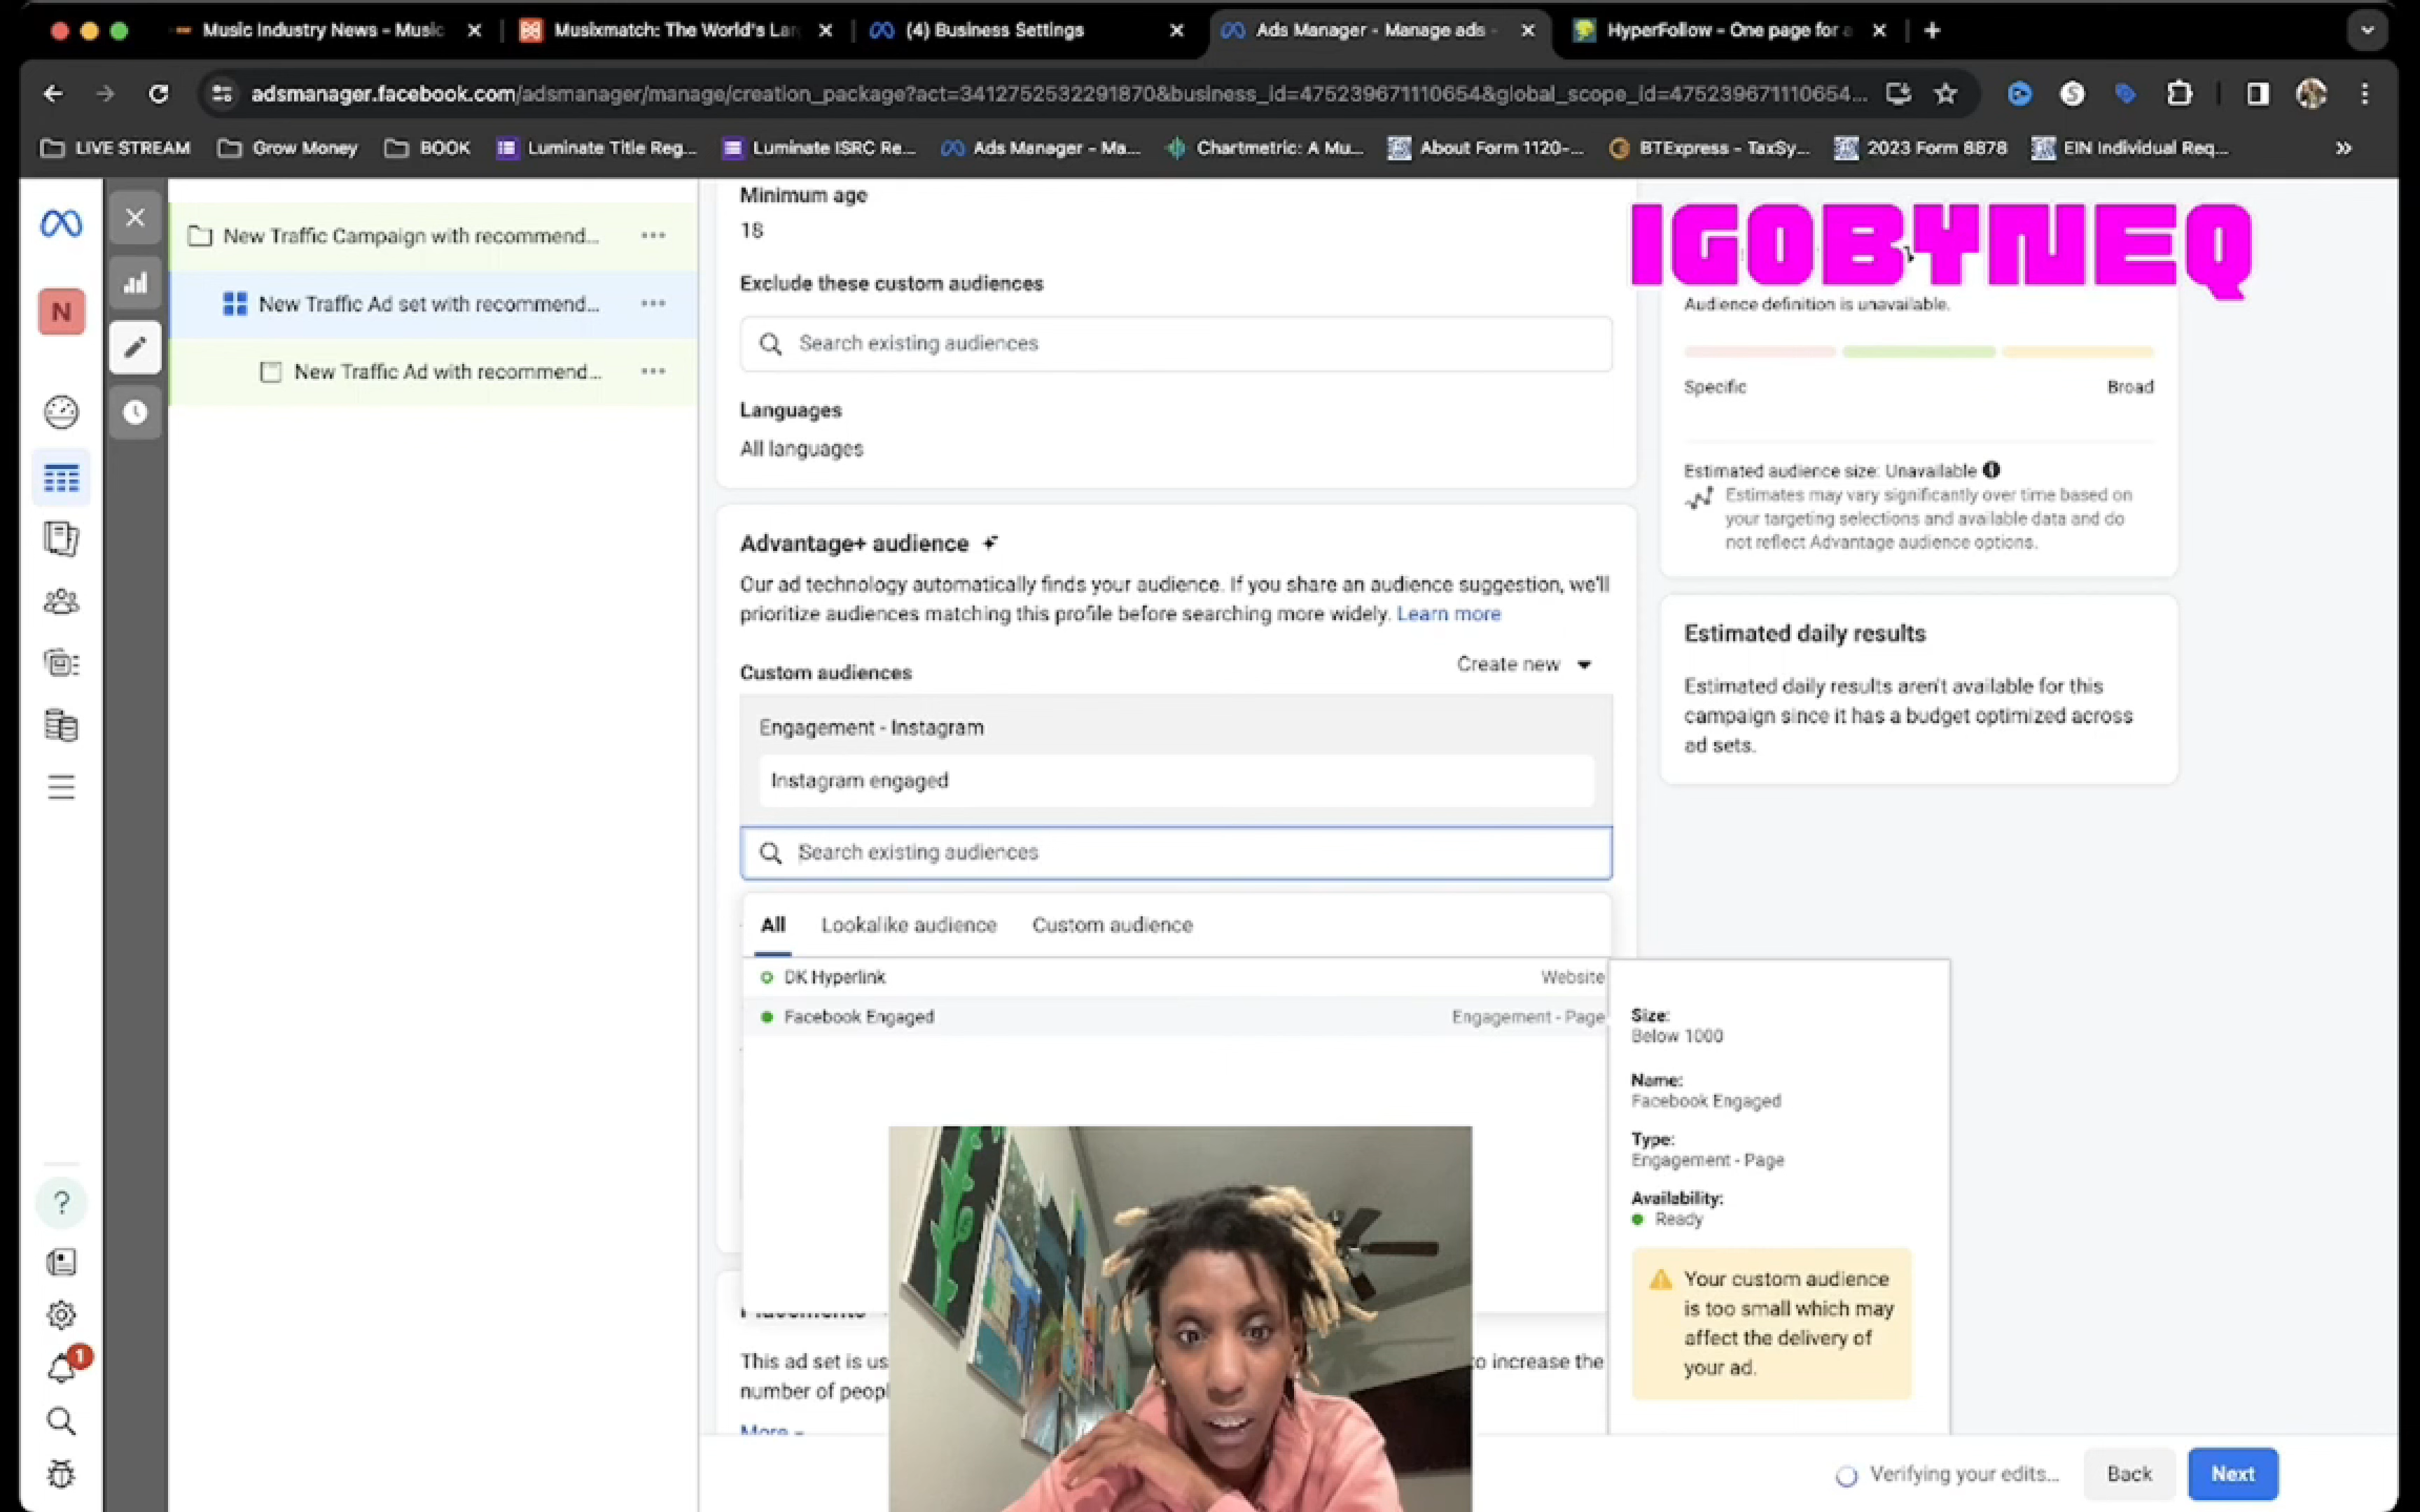 Music Industry News - Music
Musixmatch: The World's Lar
(4) Business Settings
Ads Manager - Manage ads -
HyperFollow - One page for a
adsmanager.facebook.com/adsmanager/manage/creation_package?act=3412752532291870&business_id=475239671110654&global_scope_id=475239671110654...
LIVE STREAM
Grow Money
BOOK
Luminate Title Reg...
Luminate ISRC Re...
Ads Manager - Ma...
Chartmetric: A Mu...
About Form 1120-...
BTExpress - TaxSy...
2023 Form 8878
EIN Individual Req...
N
New Traffic Campaign with recommend...
New Traffic Ad set with recommend...
New Traffic Ad with recommend...
Minimum age
18
Exclude these custom audiences
Search existing audiences
Languages
All languages
Advantage+ audience
Our ad technology automatically finds your audience. If you share an audience suggestion, we'll
prioritize audiences matching this profile before searching more widely. Learn more
Custom audiences
Create new
Engagement - Instagram
Instagram engaged
Search existing audiences
All
Lookalike audience
Custom audience
DK Hyperlink
Website
Facebook Engaged
Engagement - Page
This ad set is us
to increase the
number of peopl
More
IGOBYNEQ
Audience definition is unavailable.
Specific
Broad
Estimated audience size: Unavailable
Estimates may vary significantly over time based on
your targeting selections and available data and do
not reflect Advantage audience options.
Estimated daily results
Estimated daily results aren't available for this
campaign since it has a budget optimized across
ad sets.
Size:
Below 1000
Name:
Facebook Engaged
Type:
Engagement - Page
Availability:
Ready
Your custom audience
is too small which may
affect the delivery of
your ad.
1
Verifying your edits...
Back
Next